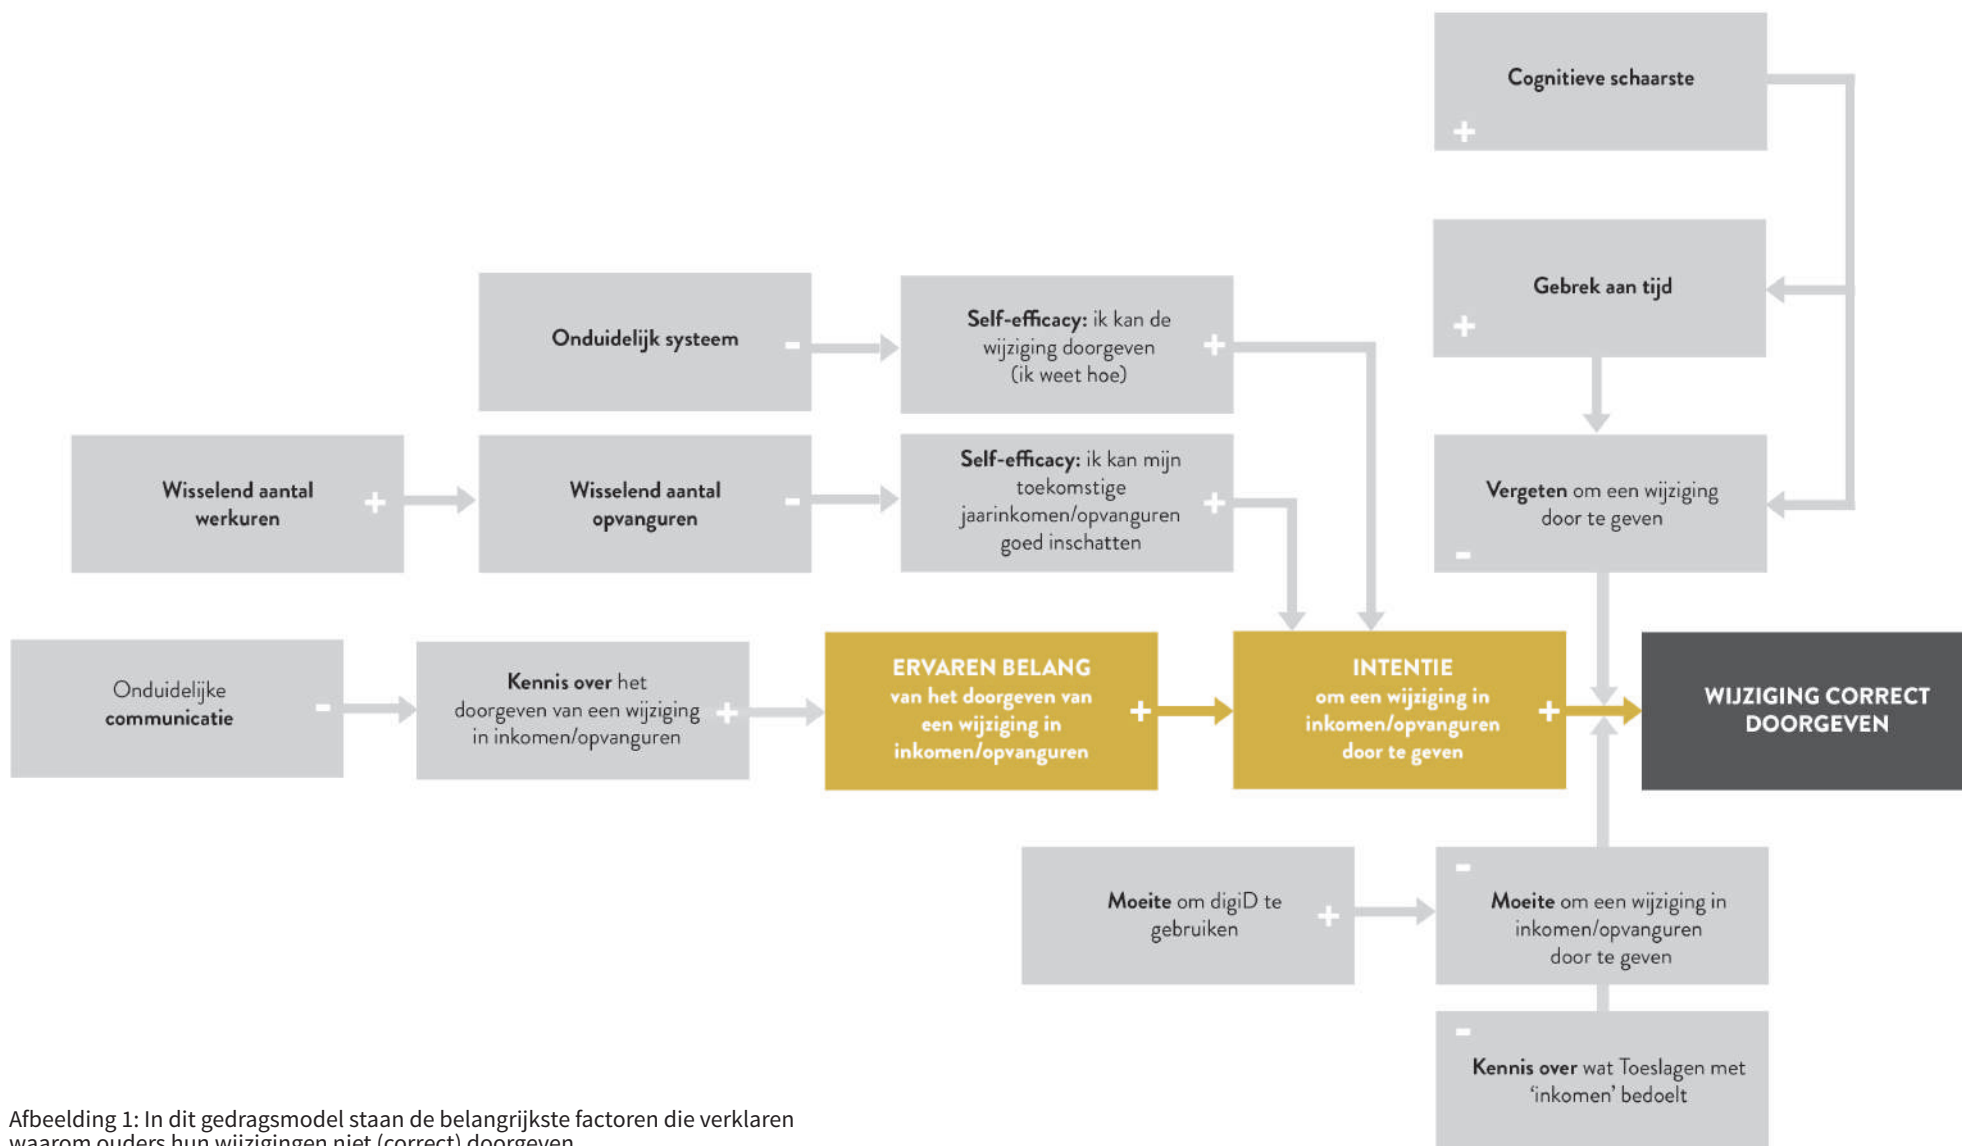 Cognitieve schaarste
+
Gebrek aan tijd
+
Onduidelijk systeem
-
Self-efficacy: ik kan de
wijziging doorgeven
(ik weet hoe)
+
Wisselend aantal
werkuren
+
Wisselend aantal
opvanguren
-
Self-efficacy: ik kan mijn
toekomstige
jaarinkomen/opvanguren
goed inschatten
+
Vergeten om een wijziging
door te geven
-
Onduidelijke
communicatie
-
Kennis over het
doorgeven van een wijziging
in inkomen/opvanguren
+
ERVAREN BELANG
van het doorgeven van
een wijziging in
inkomen/opvanguren
+
INTENTIE
om een wijziging in
inkomen/opvanguren
door te geven
+
WIJZIGING CORRECT
DOORGEVEN
Moeite om digiD te
gebruiken
+
-
Moeite om een wijziging in
inkomen/opvanguren
door te geven
-
Kennis over wat Toeslagen met
‘inkomen’ bedoelt
Afbeelding 1: In dit gedragsmodel staan de belangrijkste factoren die verklaren
waarom ouders hun wijzigingen niet (correct) doorgeven